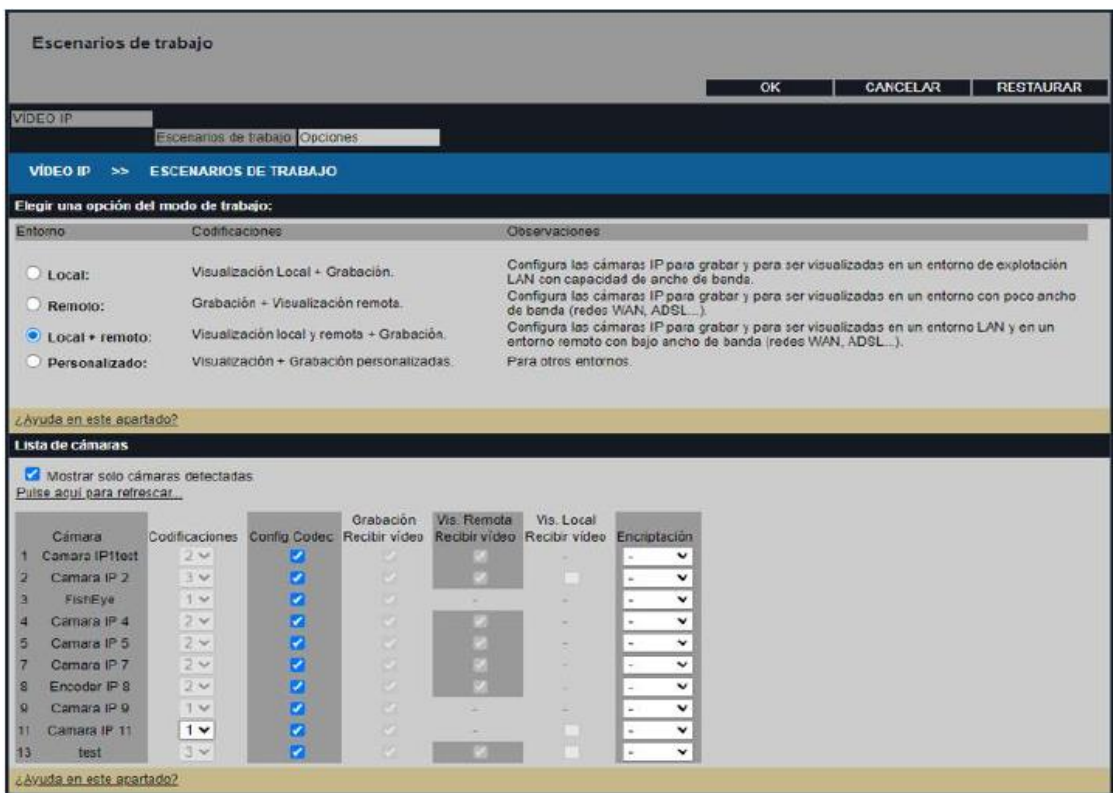 Escenarios de trabajo
OK CANCELAR RESTAURAR
VÍDEO IP
Escenarios de trabajo Opciones
VÍDEO IP >> ESCENARIOS DE TRABAJO
Elegir una opción del modo de trabajo:
Entorno Codificaciones Observaciones
Local: Visualización Local + Grabación. Configura las cámaras IP para grabar y para ser visualizadas en un entorno de explotación
LAN con capacidad de ancho de banda.
Remoto: Grabación + Visualización remota. Configura las cámaras IP para grabar y para ser visualizadas en un entorno con poco ancho
de banda (redes WAN, ADSL...).
Local + remoto: Visualización local y remota + Grabación. Configura las cámaras IP para grabar y para ser visualizadas en un entorno LAN y en un
entorno remoto con bajo ancho de banda (redes WAN, ADSL...).
Personalizado: Visualización + Grabación personalizadas. Para otros entornos.
¿Ayuda en este apartado?
Lista de cámaras
Mostrar solo cámaras detectadas
Pulse aquí para refrescar...
Grabación Vis. Remota Vis. Local
Cámara Codificaciones Config Codec Recibir vídeo Recibir vídeo Recibir vídeo Encriptación
1 Camara IP1test 2 - -
2 Camara IP 2 3 -
3 FishEye 1 - - -
4 Camara IP 4 2 - -
5 Camara IP 5 2 - -
7 Camara IP 7 2 - -
8 Encoder IP 8 2 - -
9 Camara IP 9 1 - - -
11 Camara IP 11 1 - -
13 test 3 -
¿Ayuda en este apartado?